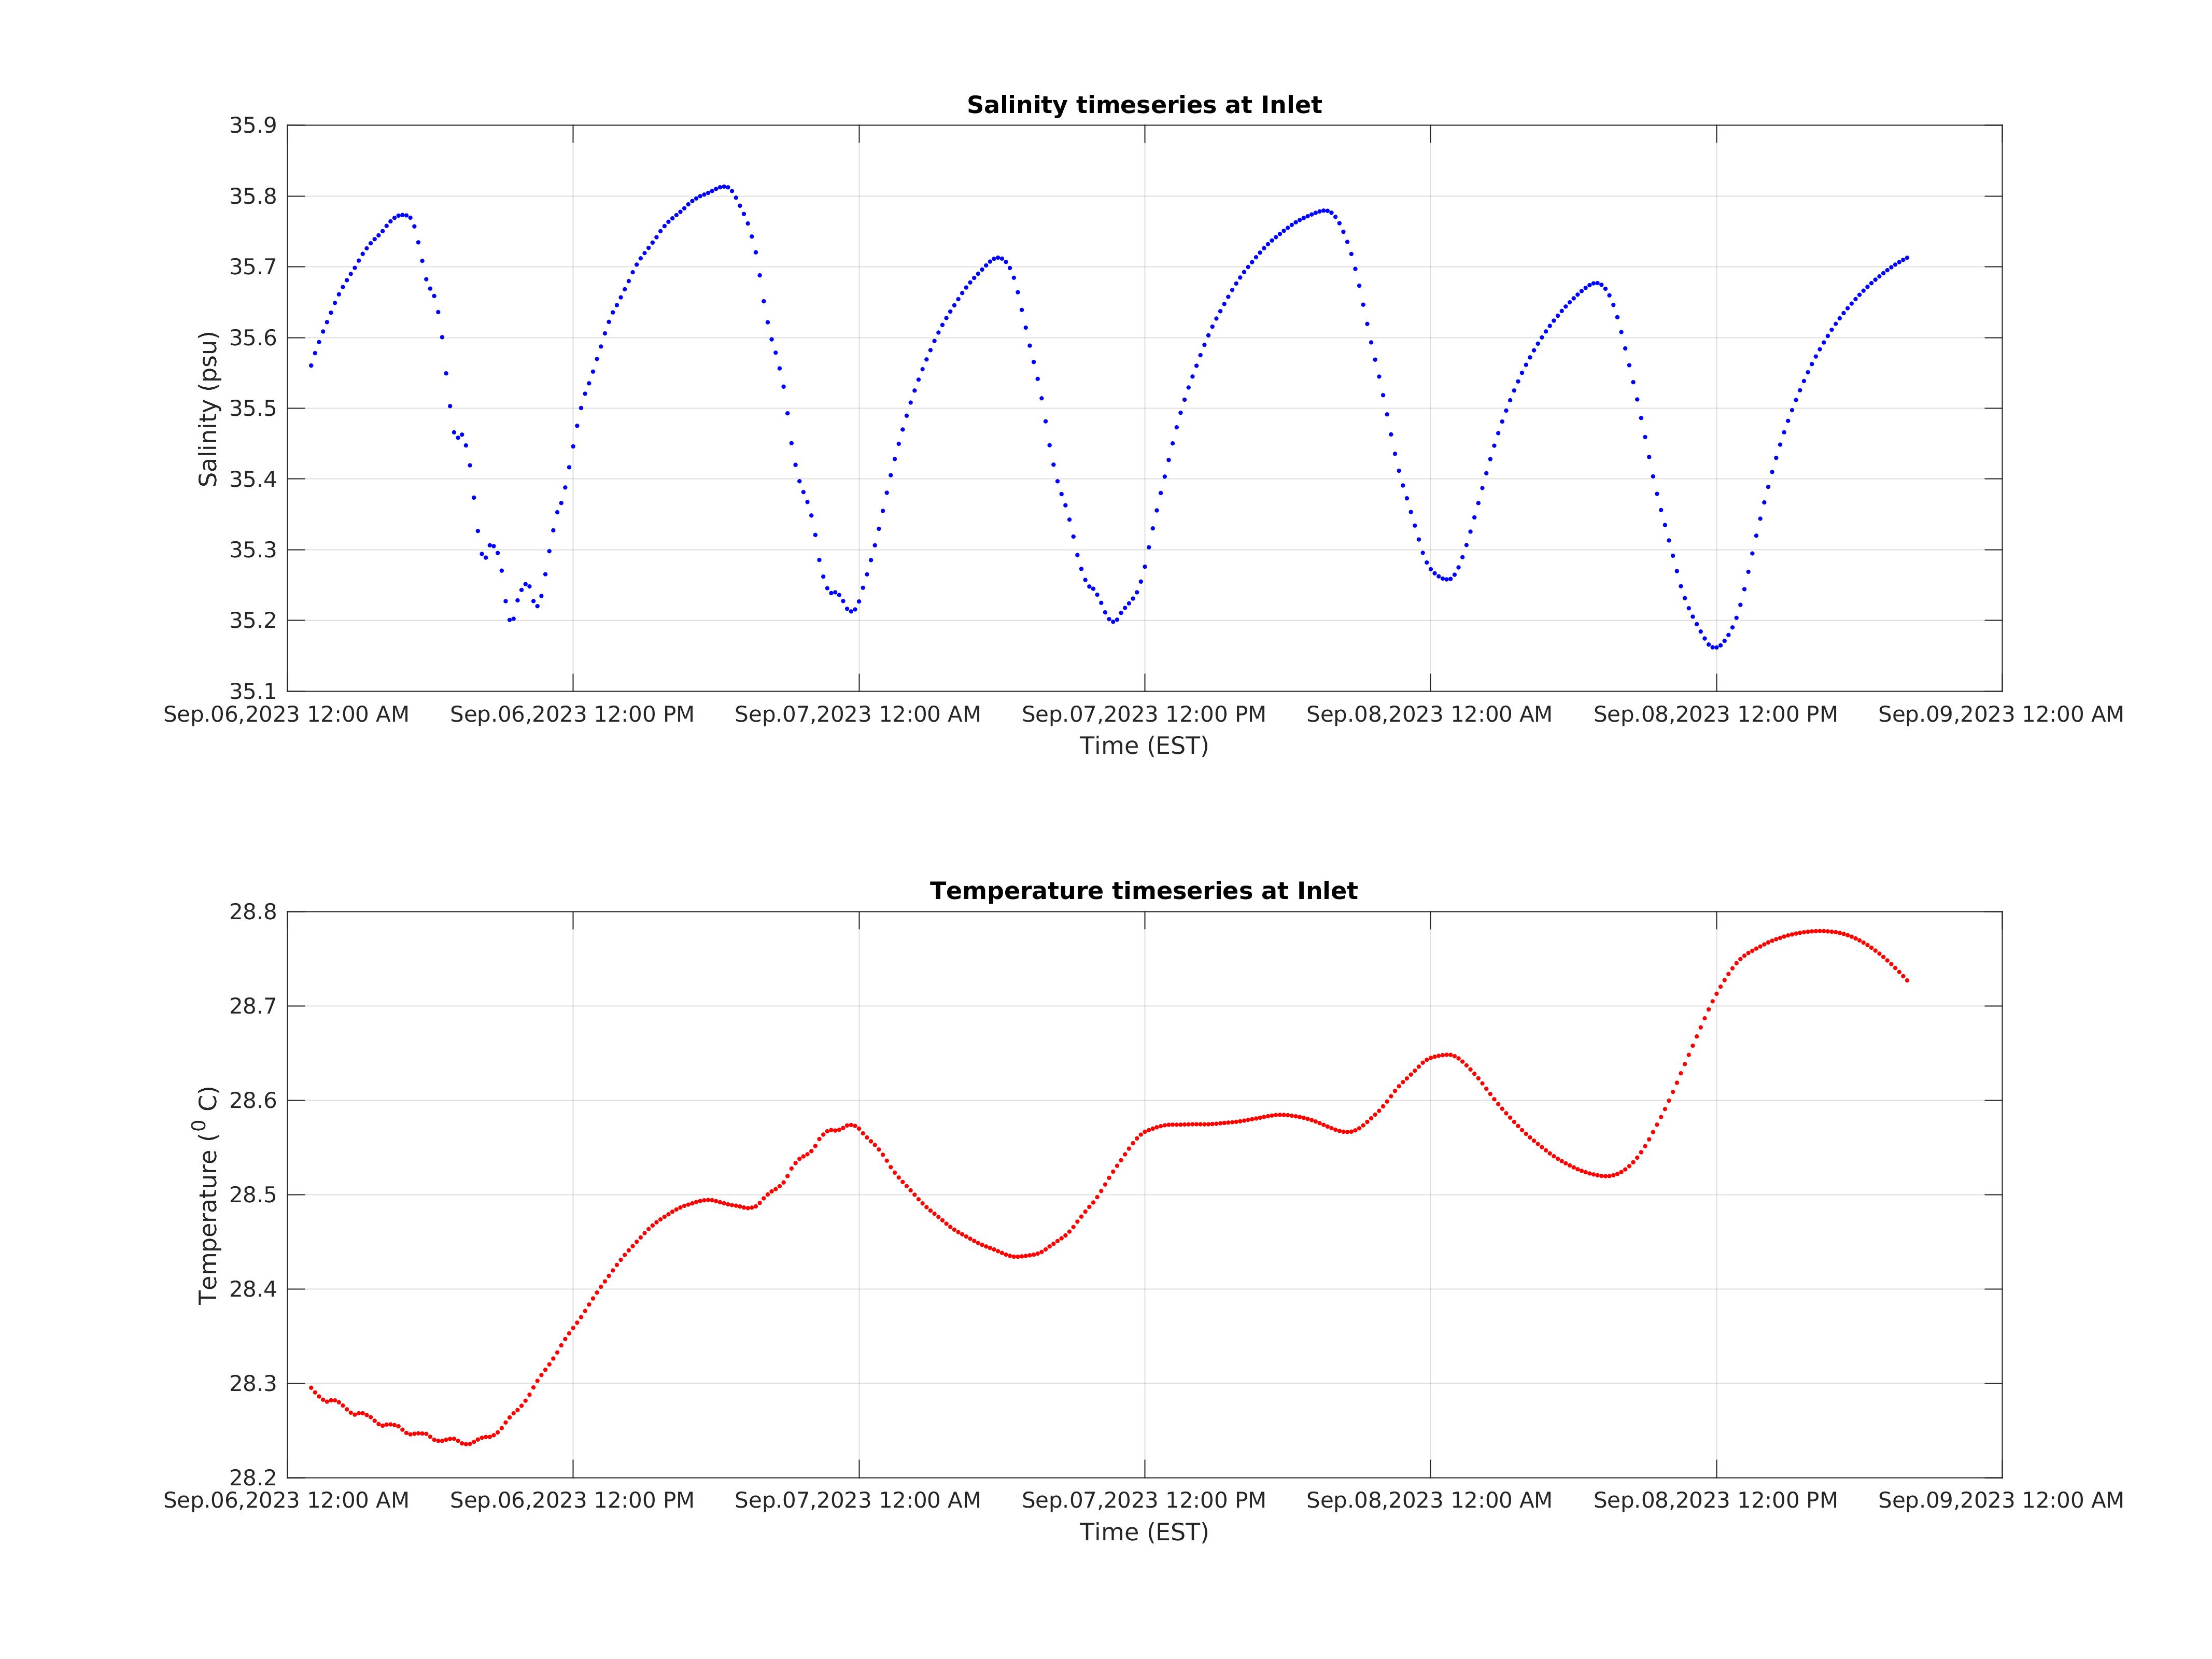 Salinity timeseries at Inlet
35.9
35.8
35.7
35.6
35.5
35.4
35.3
35.2
35.1
Salinity (psu)
Sep.06,2023 12:00 AM Sep.06,2023 12:00 PM Sep.07,2023 12:00 AM Sep.07,2023 12:00 PM Sep.08,2023 12:00 AM Sep.08,2023 12:00 PM Sep.09,2023 12:00 AM
Time (EST)
Temperature timeseries at Inlet
28.8
28.7
28.6
28.5
28.4
28.3
28.2
Temperature (⁰ C)
Sep.06,2023 12:00 AM Sep.06,2023 12:00 PM Sep.07,2023 12:00 AM Sep.07,2023 12:00 PM Sep.08,2023 12:00 AM Sep.08,2023 12:00 PM Sep.09,2023 12:00 AM
Time (EST)